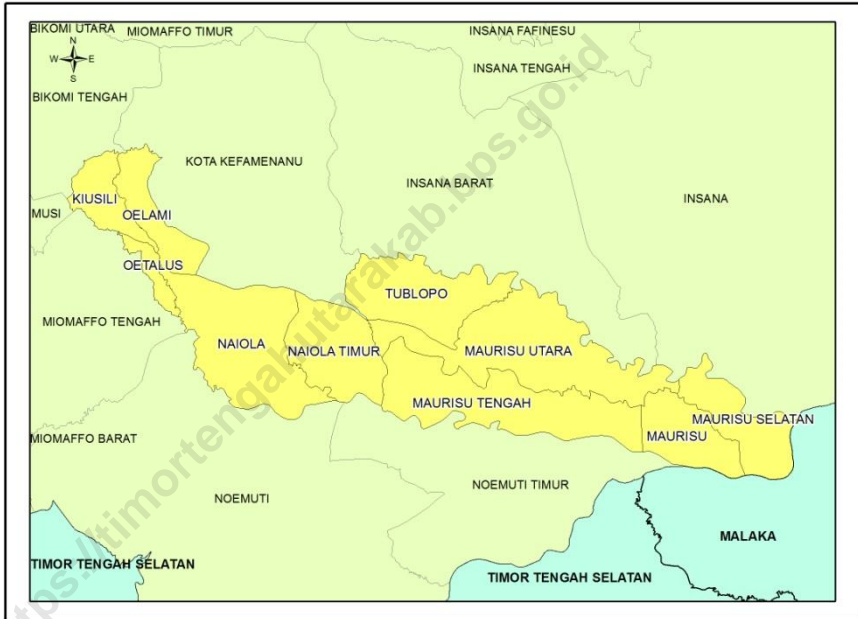 BIKOMI UTARA
MIOMAFFO TIMUR
INSANA FAFINESU
N
W
E
S
INSANA TENGAH
BIKOMI TENGAH
KOTA KEFAMENANU
INSANA BARAT
KIUSILI
INSANA
MUSI
OELAMI
OETALUS
TUBLOPO
MIOMAFFO TENGAH
NAIOLA
NAIOLA TIMUR
MAURISU UTARA
MAURISU TENGAH
MAURISU SELATAN
MAURISU
MIOMAFFO BARAT
NOEMUTI
NOEMUTI TIMUR
MALAKA
TIMOR TENGAH SELATAN
TIMOR TENGAH SELATAN
tps://timortengahutarakab.bps.go.id